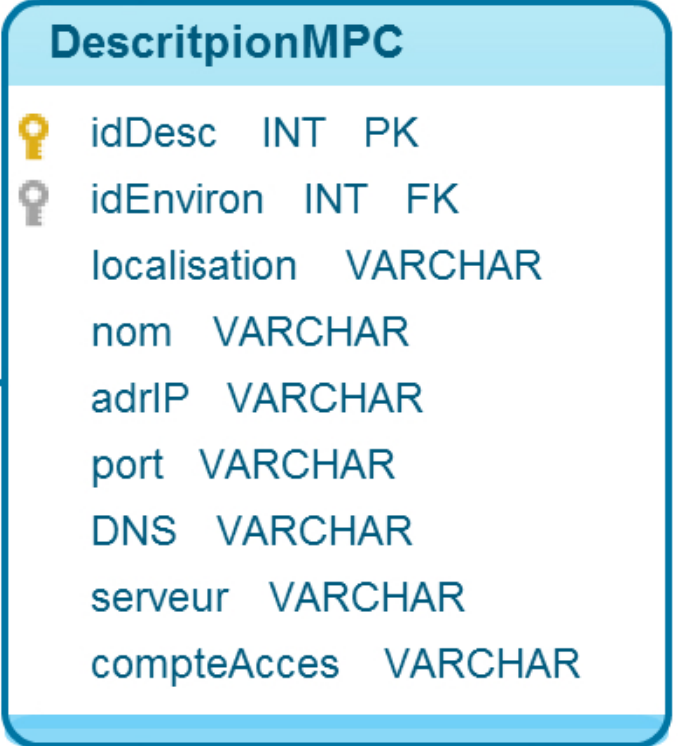 DescritpionMPC
idDesc INT PK
idEnviron INT FK
localisation VARCHAR
nom VARCHAR
adrIP VARCHAR
port VARCHAR
DNS VARCHAR
serveur VARCHAR
compteAcces VARCHAR